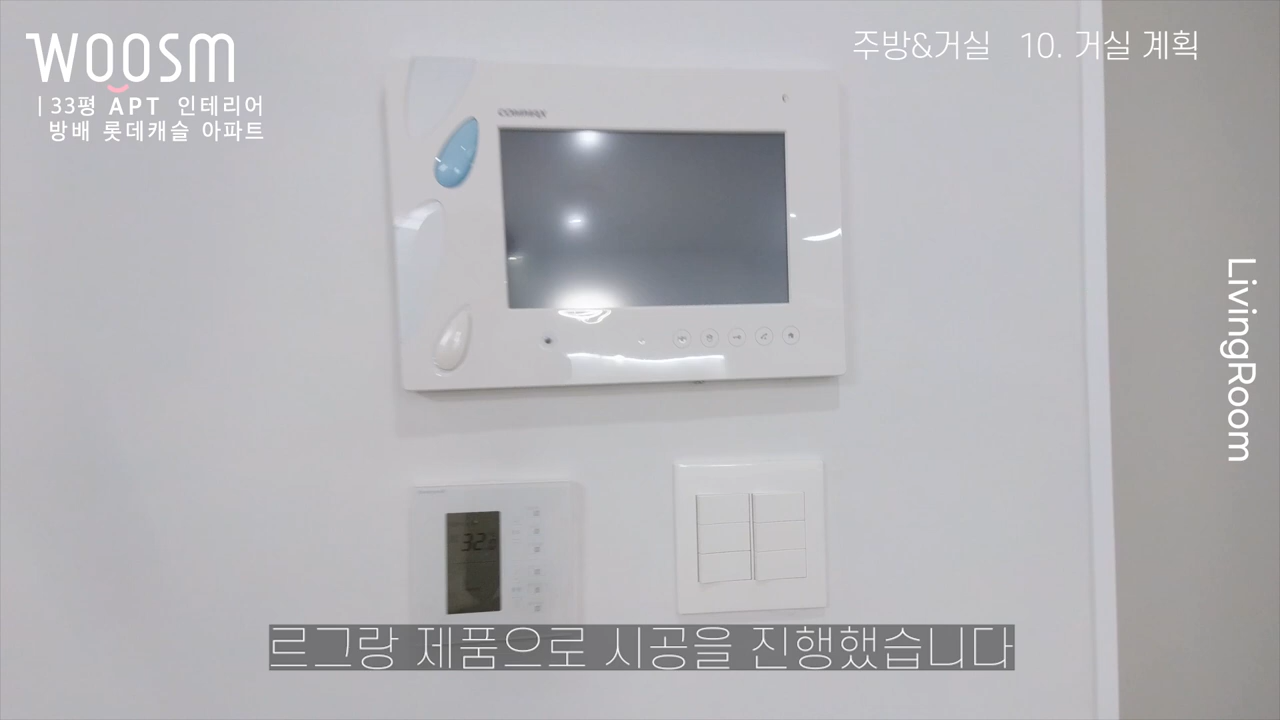 WOOSM
| 33평 APT 인테리어
방배 롯데캐슬 아파트
주방&거실 10. 거실 계획
COMMAX
LivingRoom
32
르그랑 제품으로 시공을 진행했습니다